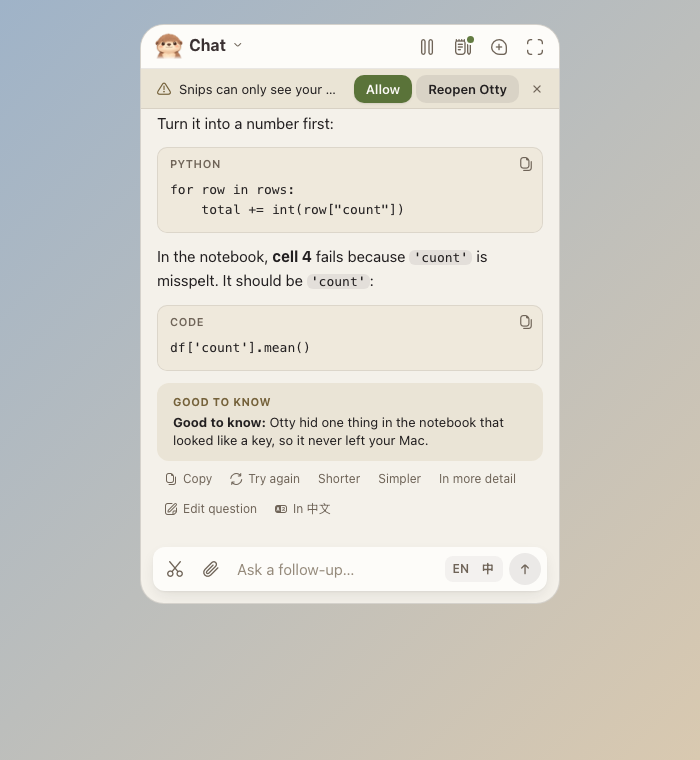 Chat
Snips can only see your ...
Allow
Reopen Otty
Turn it into a number first:
PYTHON
for row in rows:
    total += int(row["count"])
In the notebook, cell 4 fails because 'cuont' is
misspelt. It should be 'count':
CODE
df['count'].mean()
GOOD TO KNOW
Good to know: Otty hid one thing in the notebook that
looked like a key, so it never left your Mac.
Copy
Try again
Shorter
Simpler
In more detail
Edit question
In 中文
Ask a follow-up...
EN 中